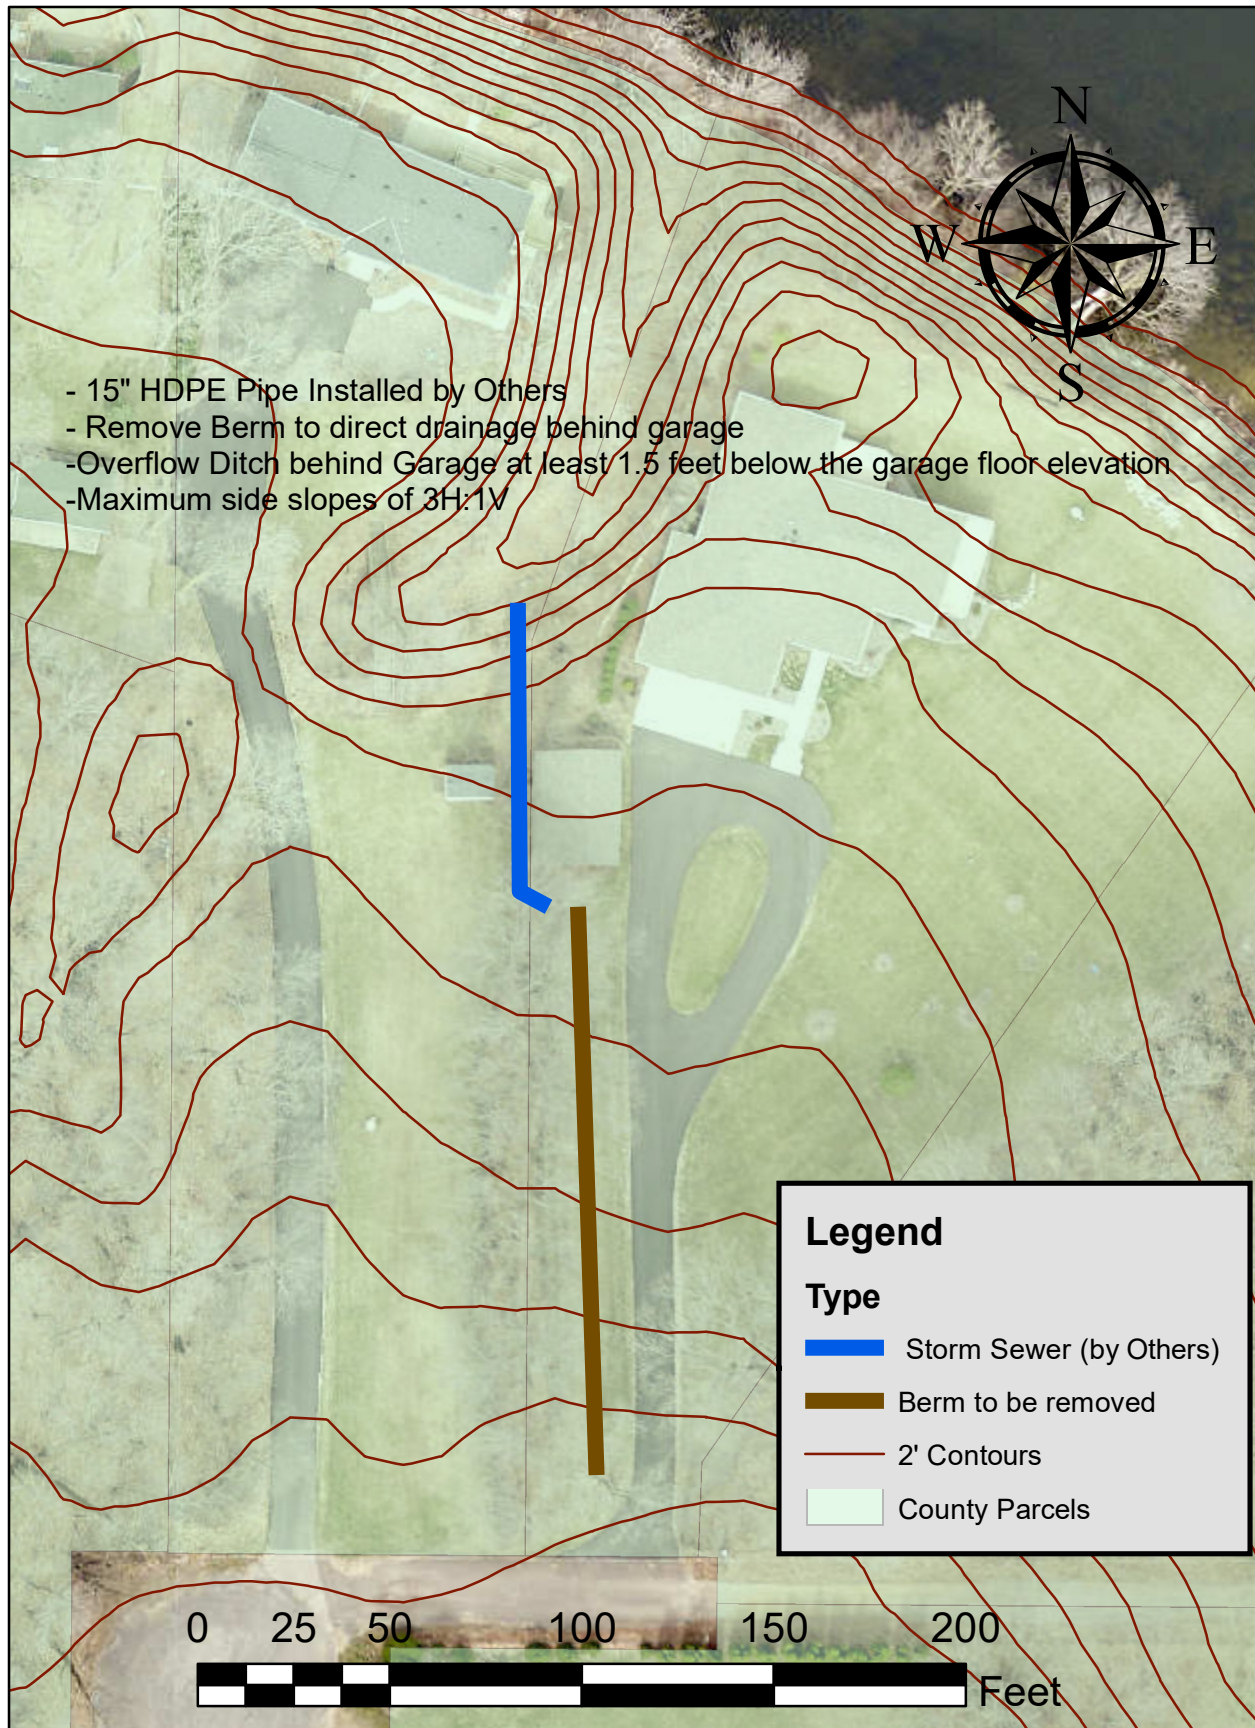 N
W
E
S
- 15" HDPE Pipe Installed by Others
- Remove Berm to direct drainage behind garage
-Overflow Ditch behind Garage at least 1.5 feet below the garage floor elevation
-Maximum side slopes of 3H:1V
Legend
Type
Storm Sewer (by Others)
Berm to be removed
2' Contours
County Parcels
0 25 50 100 150 200
Feet